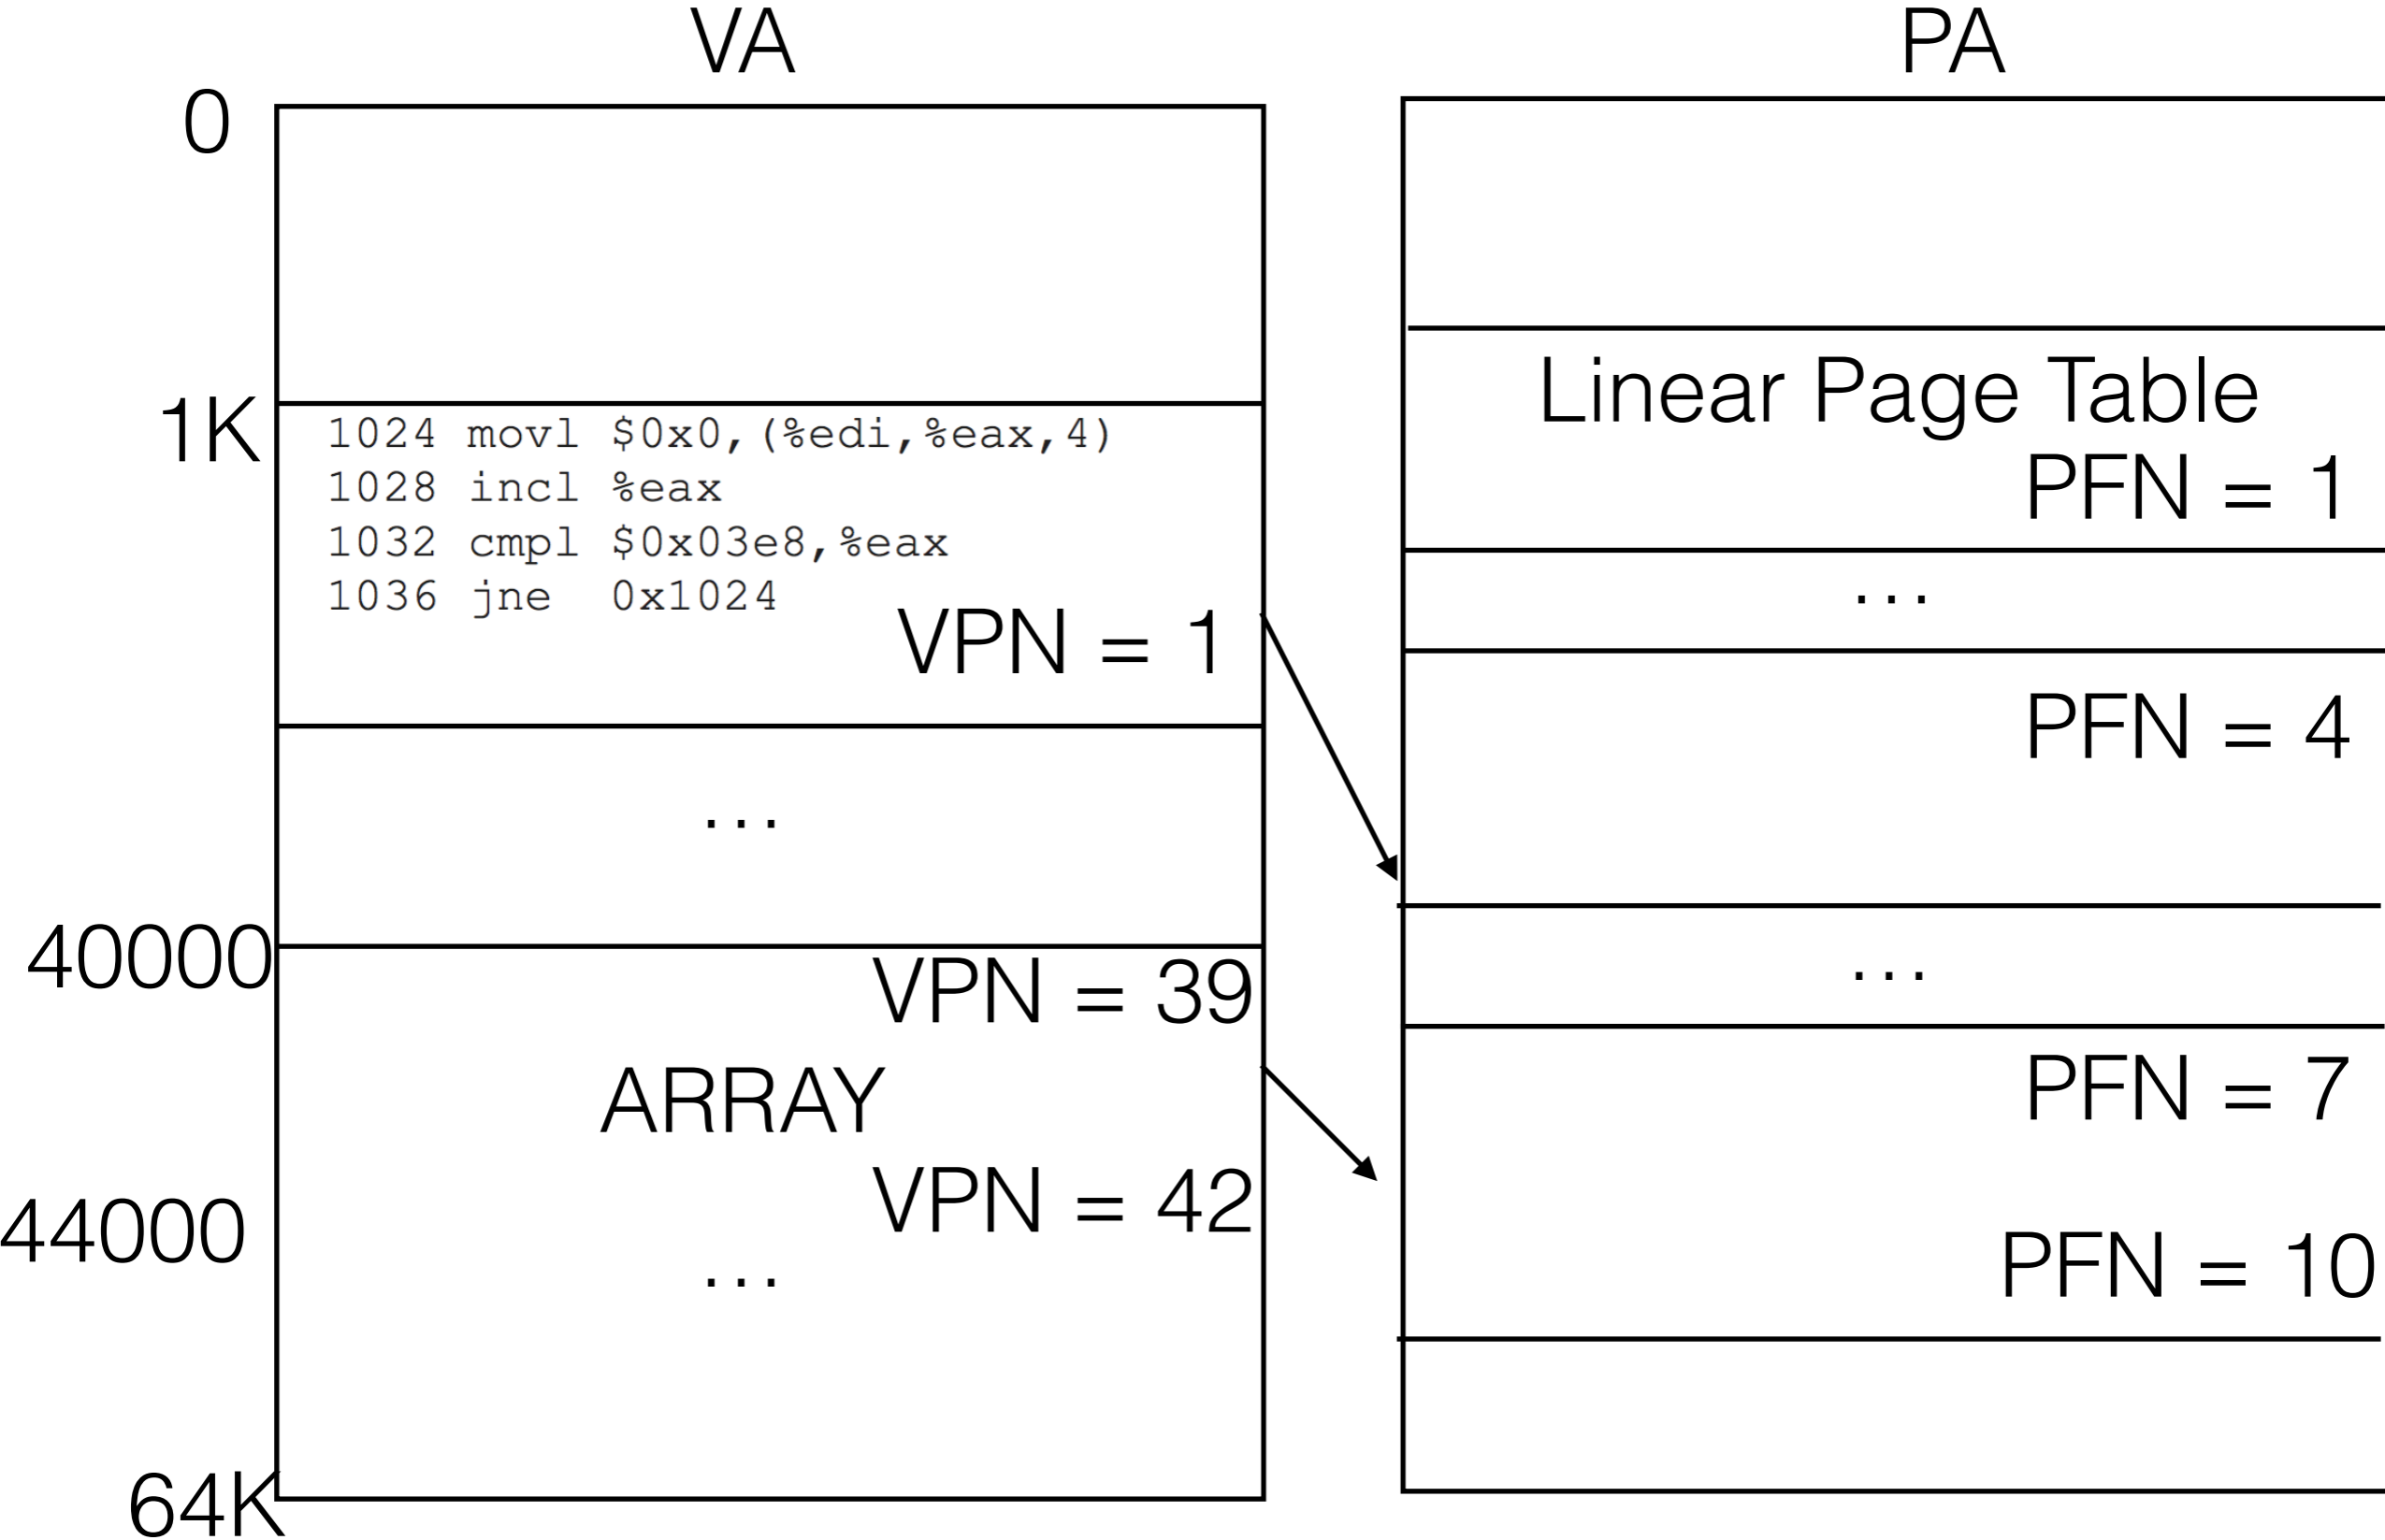 VA
PA
0
1K
1024 movl $0x0,(%edi,%eax,4)
1028 incl %eax
1032 cmpl $0x03e8,%eax
1036 jne 0x1024
VPN = 1
...
40000
VPN = 39
ARRAY
VPN = 42
44000
...
64K
Linear Page Table
PFN = 1
...
PFN = 4
...
PFN = 7
PFN = 10